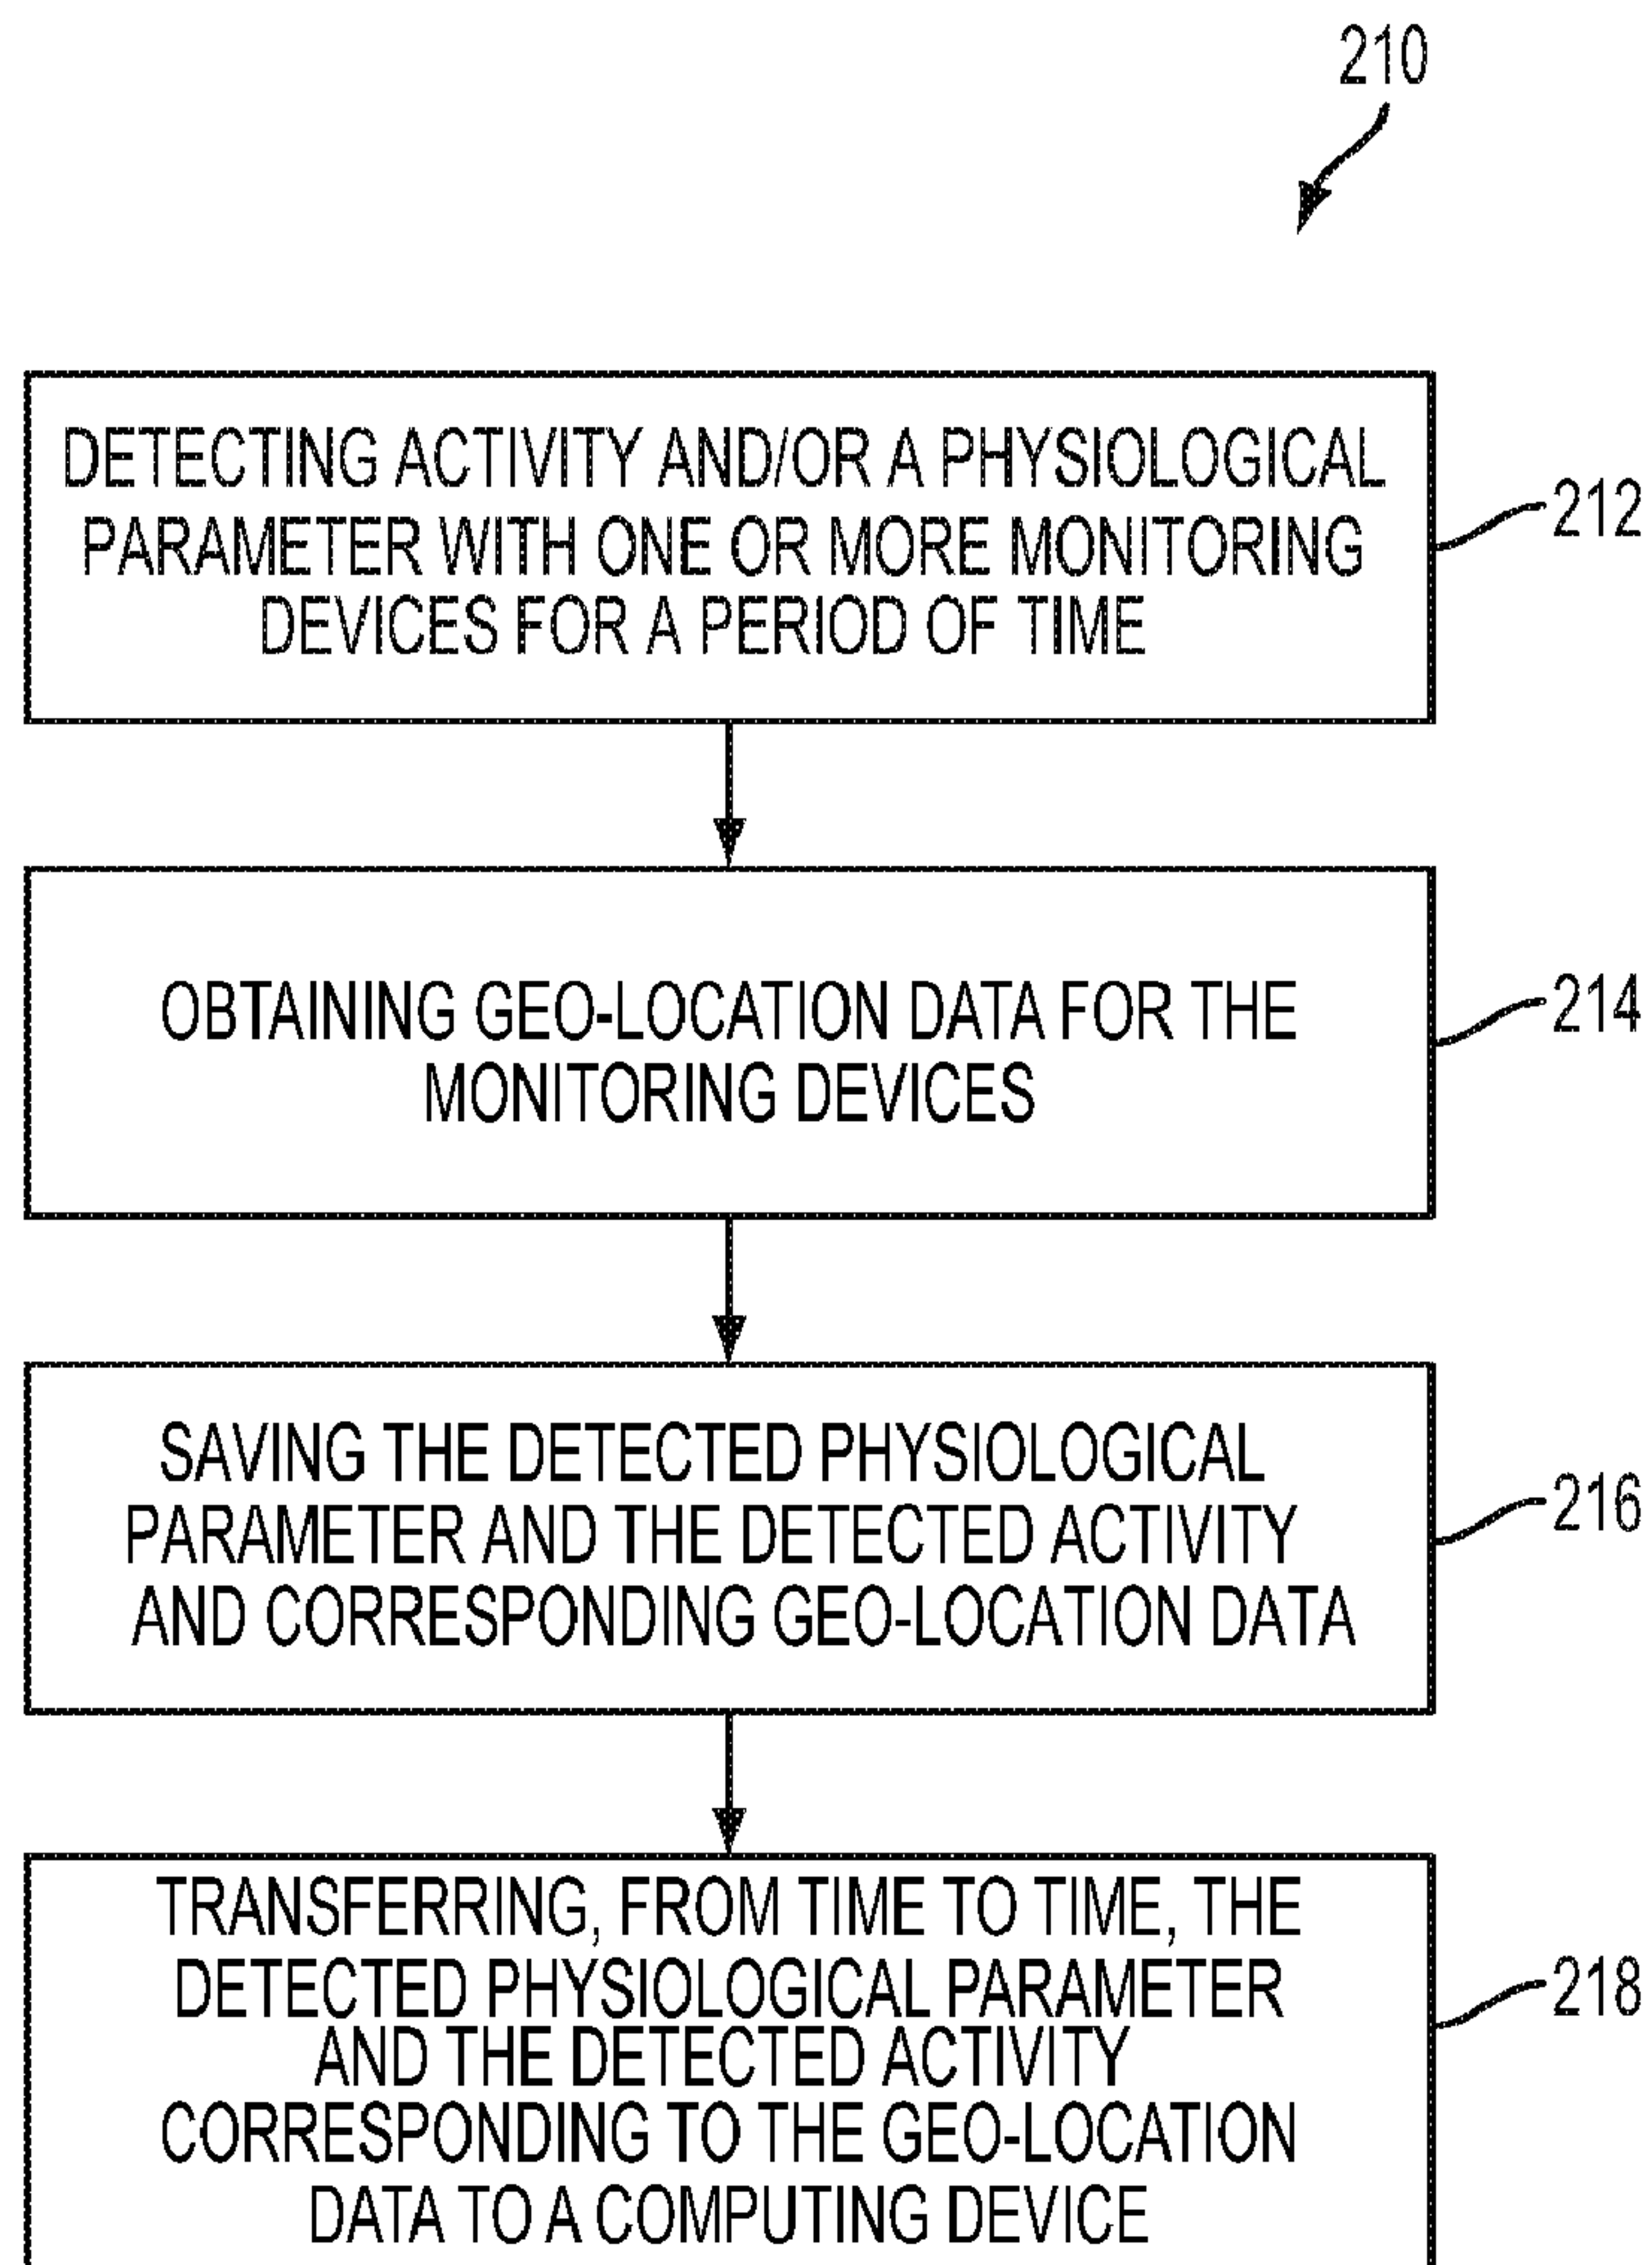 210
DETECTING ACTIVITY AND/OR A PHYSIOLOGICAL
PARAMETER WITH ONE OR MORE MONITORING
DEVICES FOR A PERIOD OF TIME
212
OBTAINING GEO-LOCATION DATA FOR THE
MONITORING DEVICES
214
SAVING THE DETECTED PHYSIOLOGICAL
PARAMETER AND THE DETECTED ACTIVITY
AND CORRESPONDING GEO-LOCATION DATA
216
TRANSFERRING, FROM TIME TO TIME, THE
DETECTED PHYSIOLOGICAL PARAMETER
AND THE DETECTED ACTIVITY
CORRESPONDING TO THE GEO-LOCATION
DATA TO A COMPUTING DEVICE
218